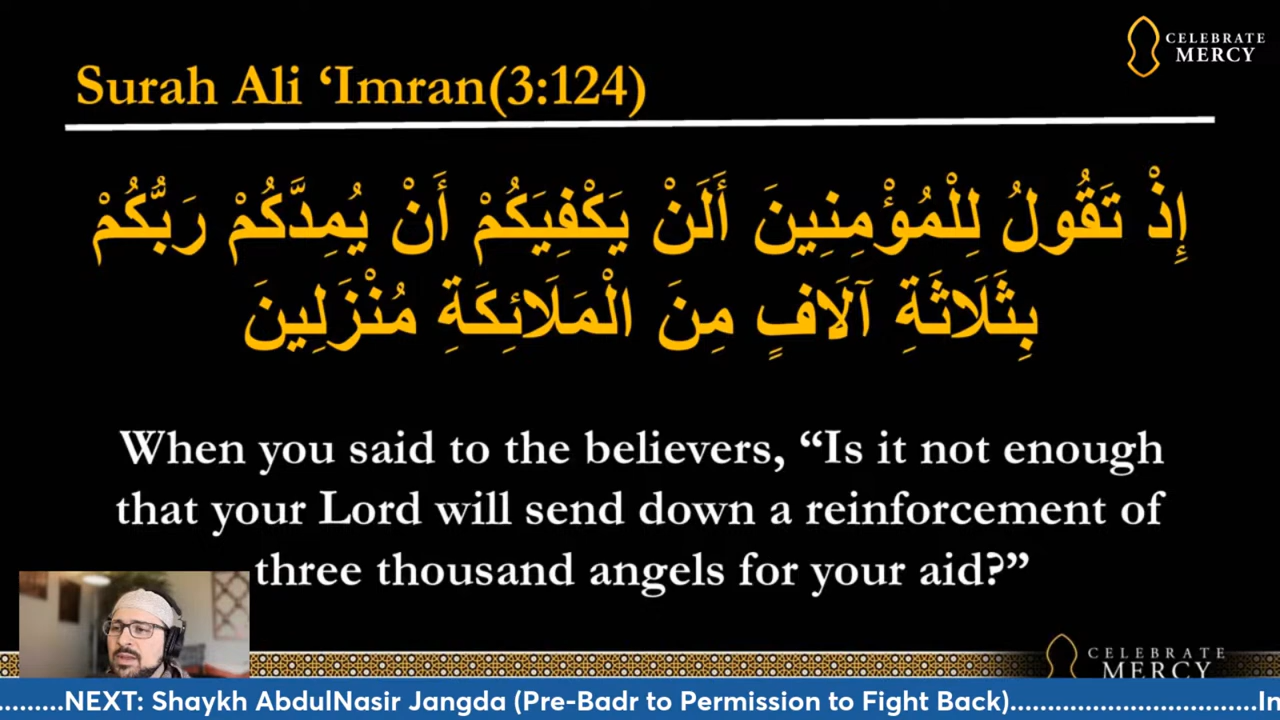 CELEBRATE
MERCY
Surah Ali ‘Imran(3:124)
إِذْ تَقُولُ لِلْمُؤْمِنِينَ أَلَنْ يَكْفِيَكُمْ أَنْ يُمِدَّكُمْ رَبُّكُمْ
بِثَلَاثَةِ آلَافٍ مِنَ الْمَلَائِكَةِ مُنْزَلِينَ
When you said to the believers, “Is it not enough
that your Lord will send down a reinforcement of
three thousand angels for your aid?”
CELEBRATE
MERCY
.........NEXT: Shaykh AbdulNasir Jangda (Pre-Badr to Permission to Fight Back)...................................In